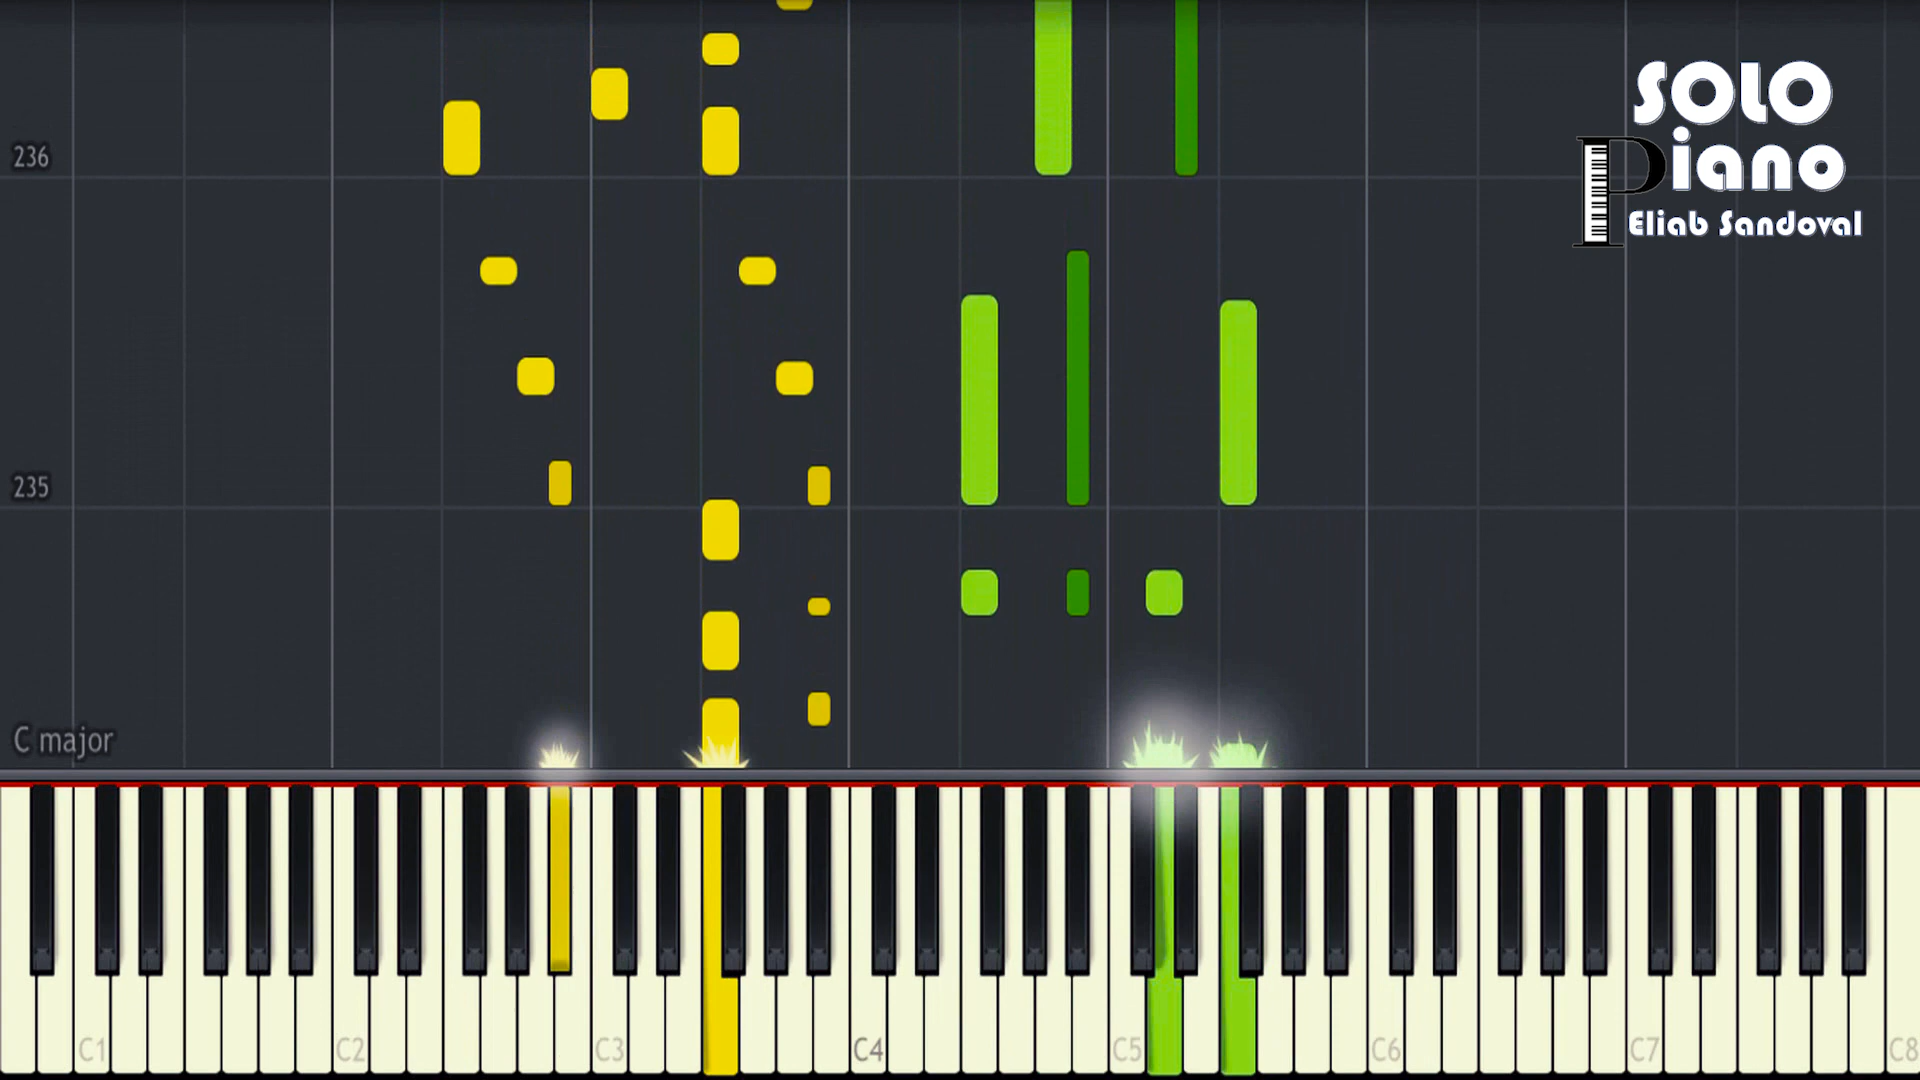 SOLO
Piano
Eliab Sandoval
236
235
C major
C1 C2 C3 C4 C5 C6 C7 C8